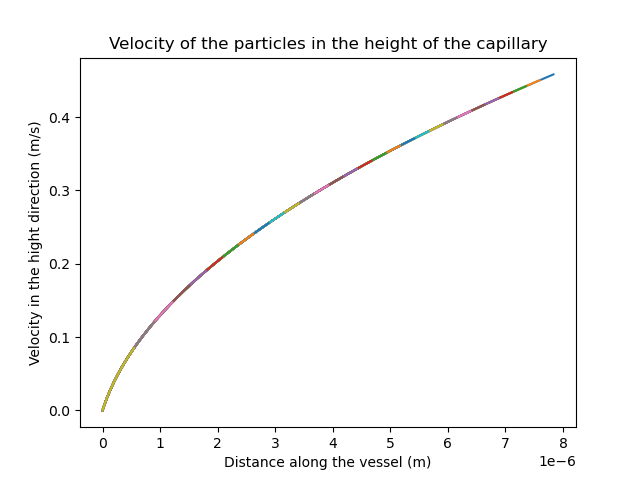 Velocity of the particles in the height of the capillary
Velocity in the hight direction (m/s)
0.4
0.3
0.2
0.1
0.0
0 1 2 3 4 5 6 7 8
1e−6
Distance along the vessel (m)